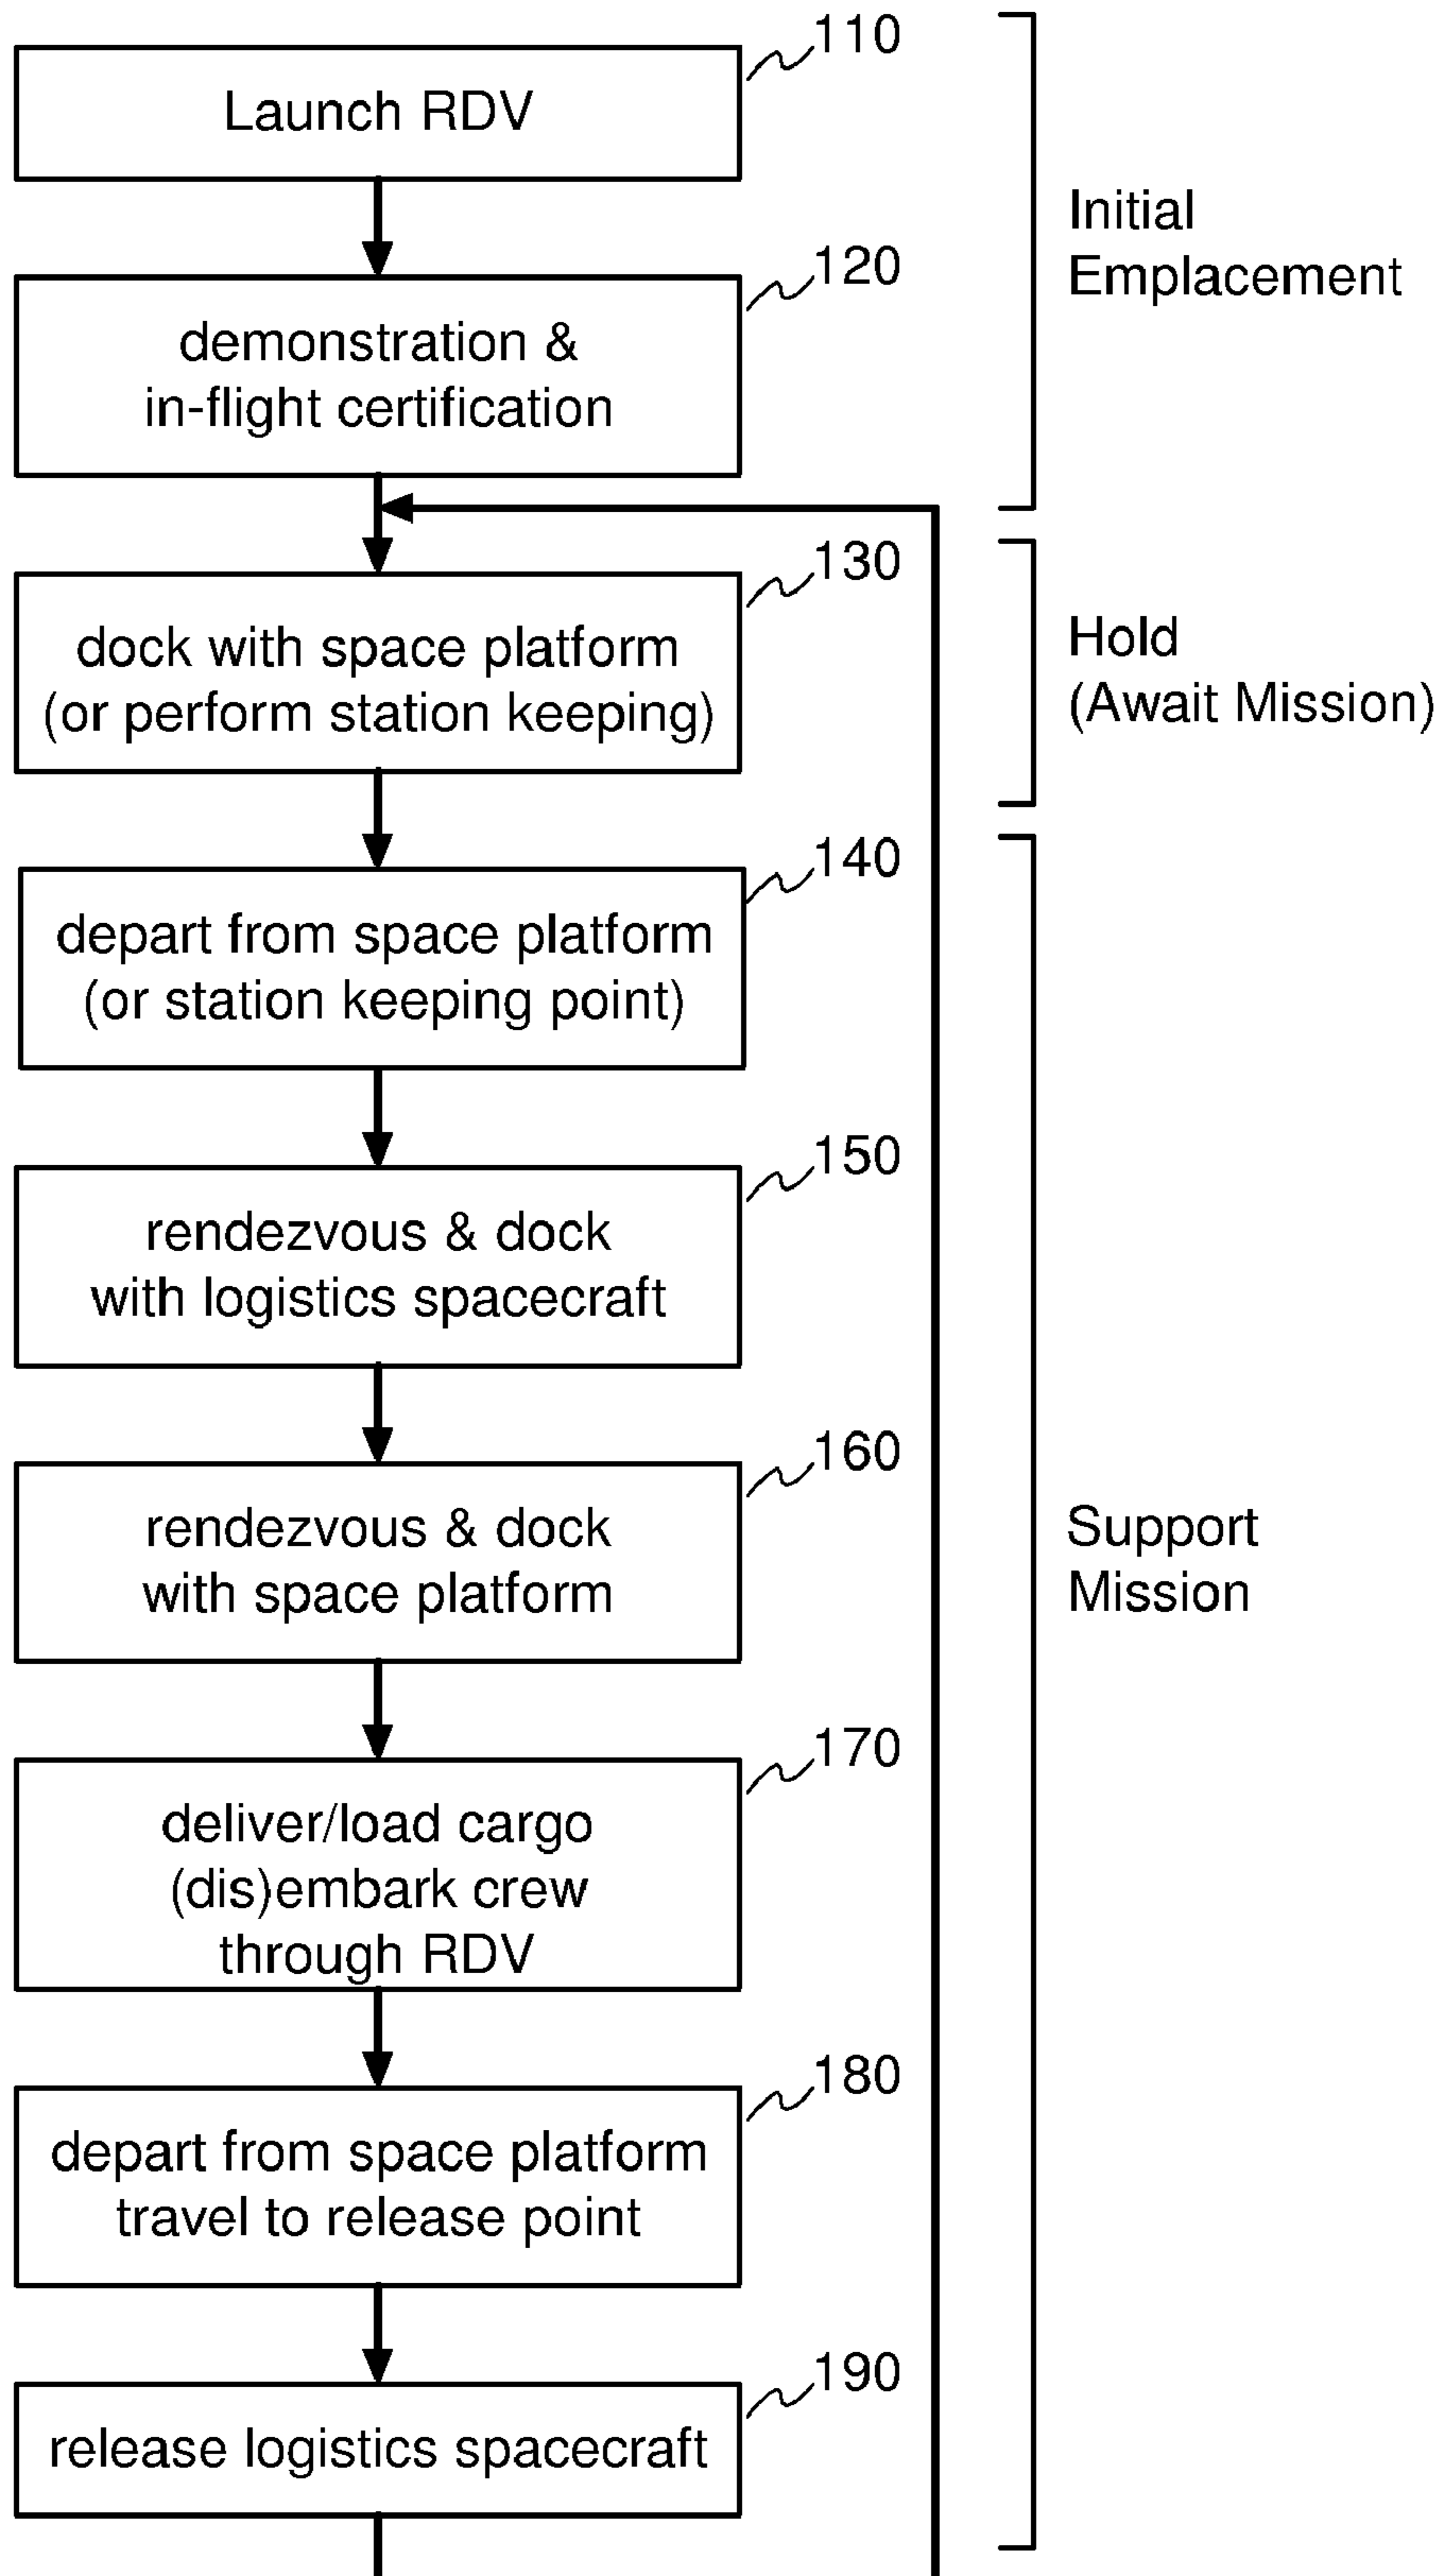 110
Launch RDV
Initial
Emplacement
120
demonstration &
in-flight certification
130
dock with space platform
(or perform station keeping)
Hold
(Await Mission)
140
depart from space platform
(or station keeping point)
150
rendezvous & dock
with logistics spacecraft
160
rendezvous & dock
with space platform
Support
Mission
170
deliver/load cargo
(dis)embark crew
through RDV
180
depart from space platform
travel to release point
190
release logistics spacecraft